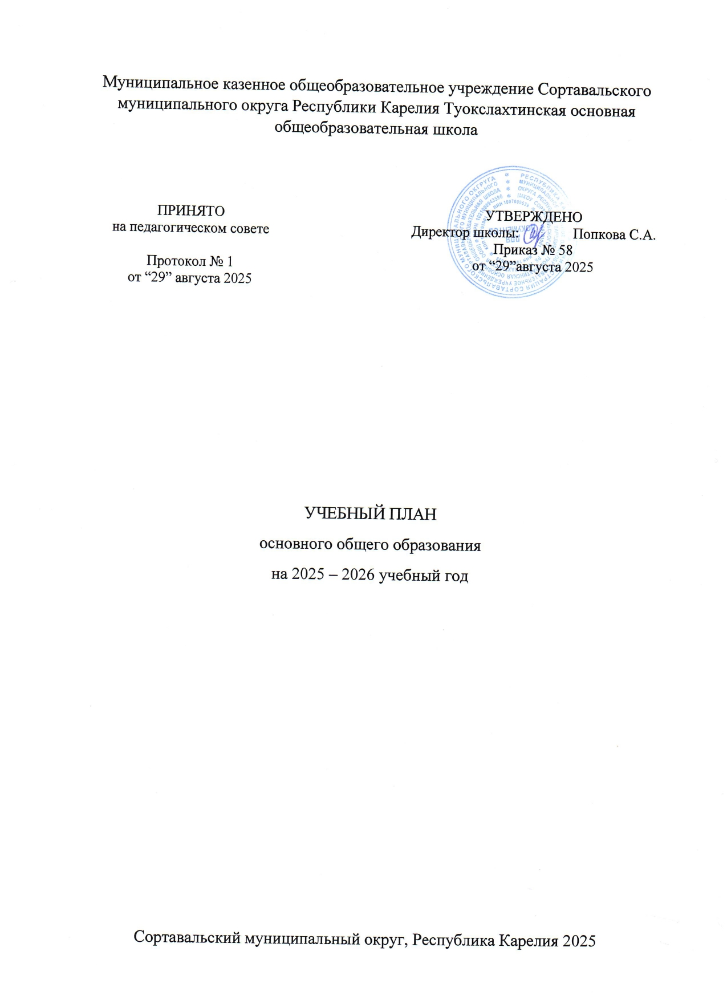 Муниципальное казенное общеобразовательное учреждение Сортавальского
муниципального округа Республики Карелия Туокслахтинская основная
общеобразовательная школа
ПРИНЯТО
на педагогическом совете
Протокол № 1
от “29” августа 2025
УТВЕРЖДЕНО
Директор школы: Попкова С.А.
Приказ № 58
от “29”августа 2025
УЧЕБНЫЙ ПЛАН
основного общего образования
на 2025 – 2026 учебный год
Сортавальский муниципальный округ, Республика Карелия 2025